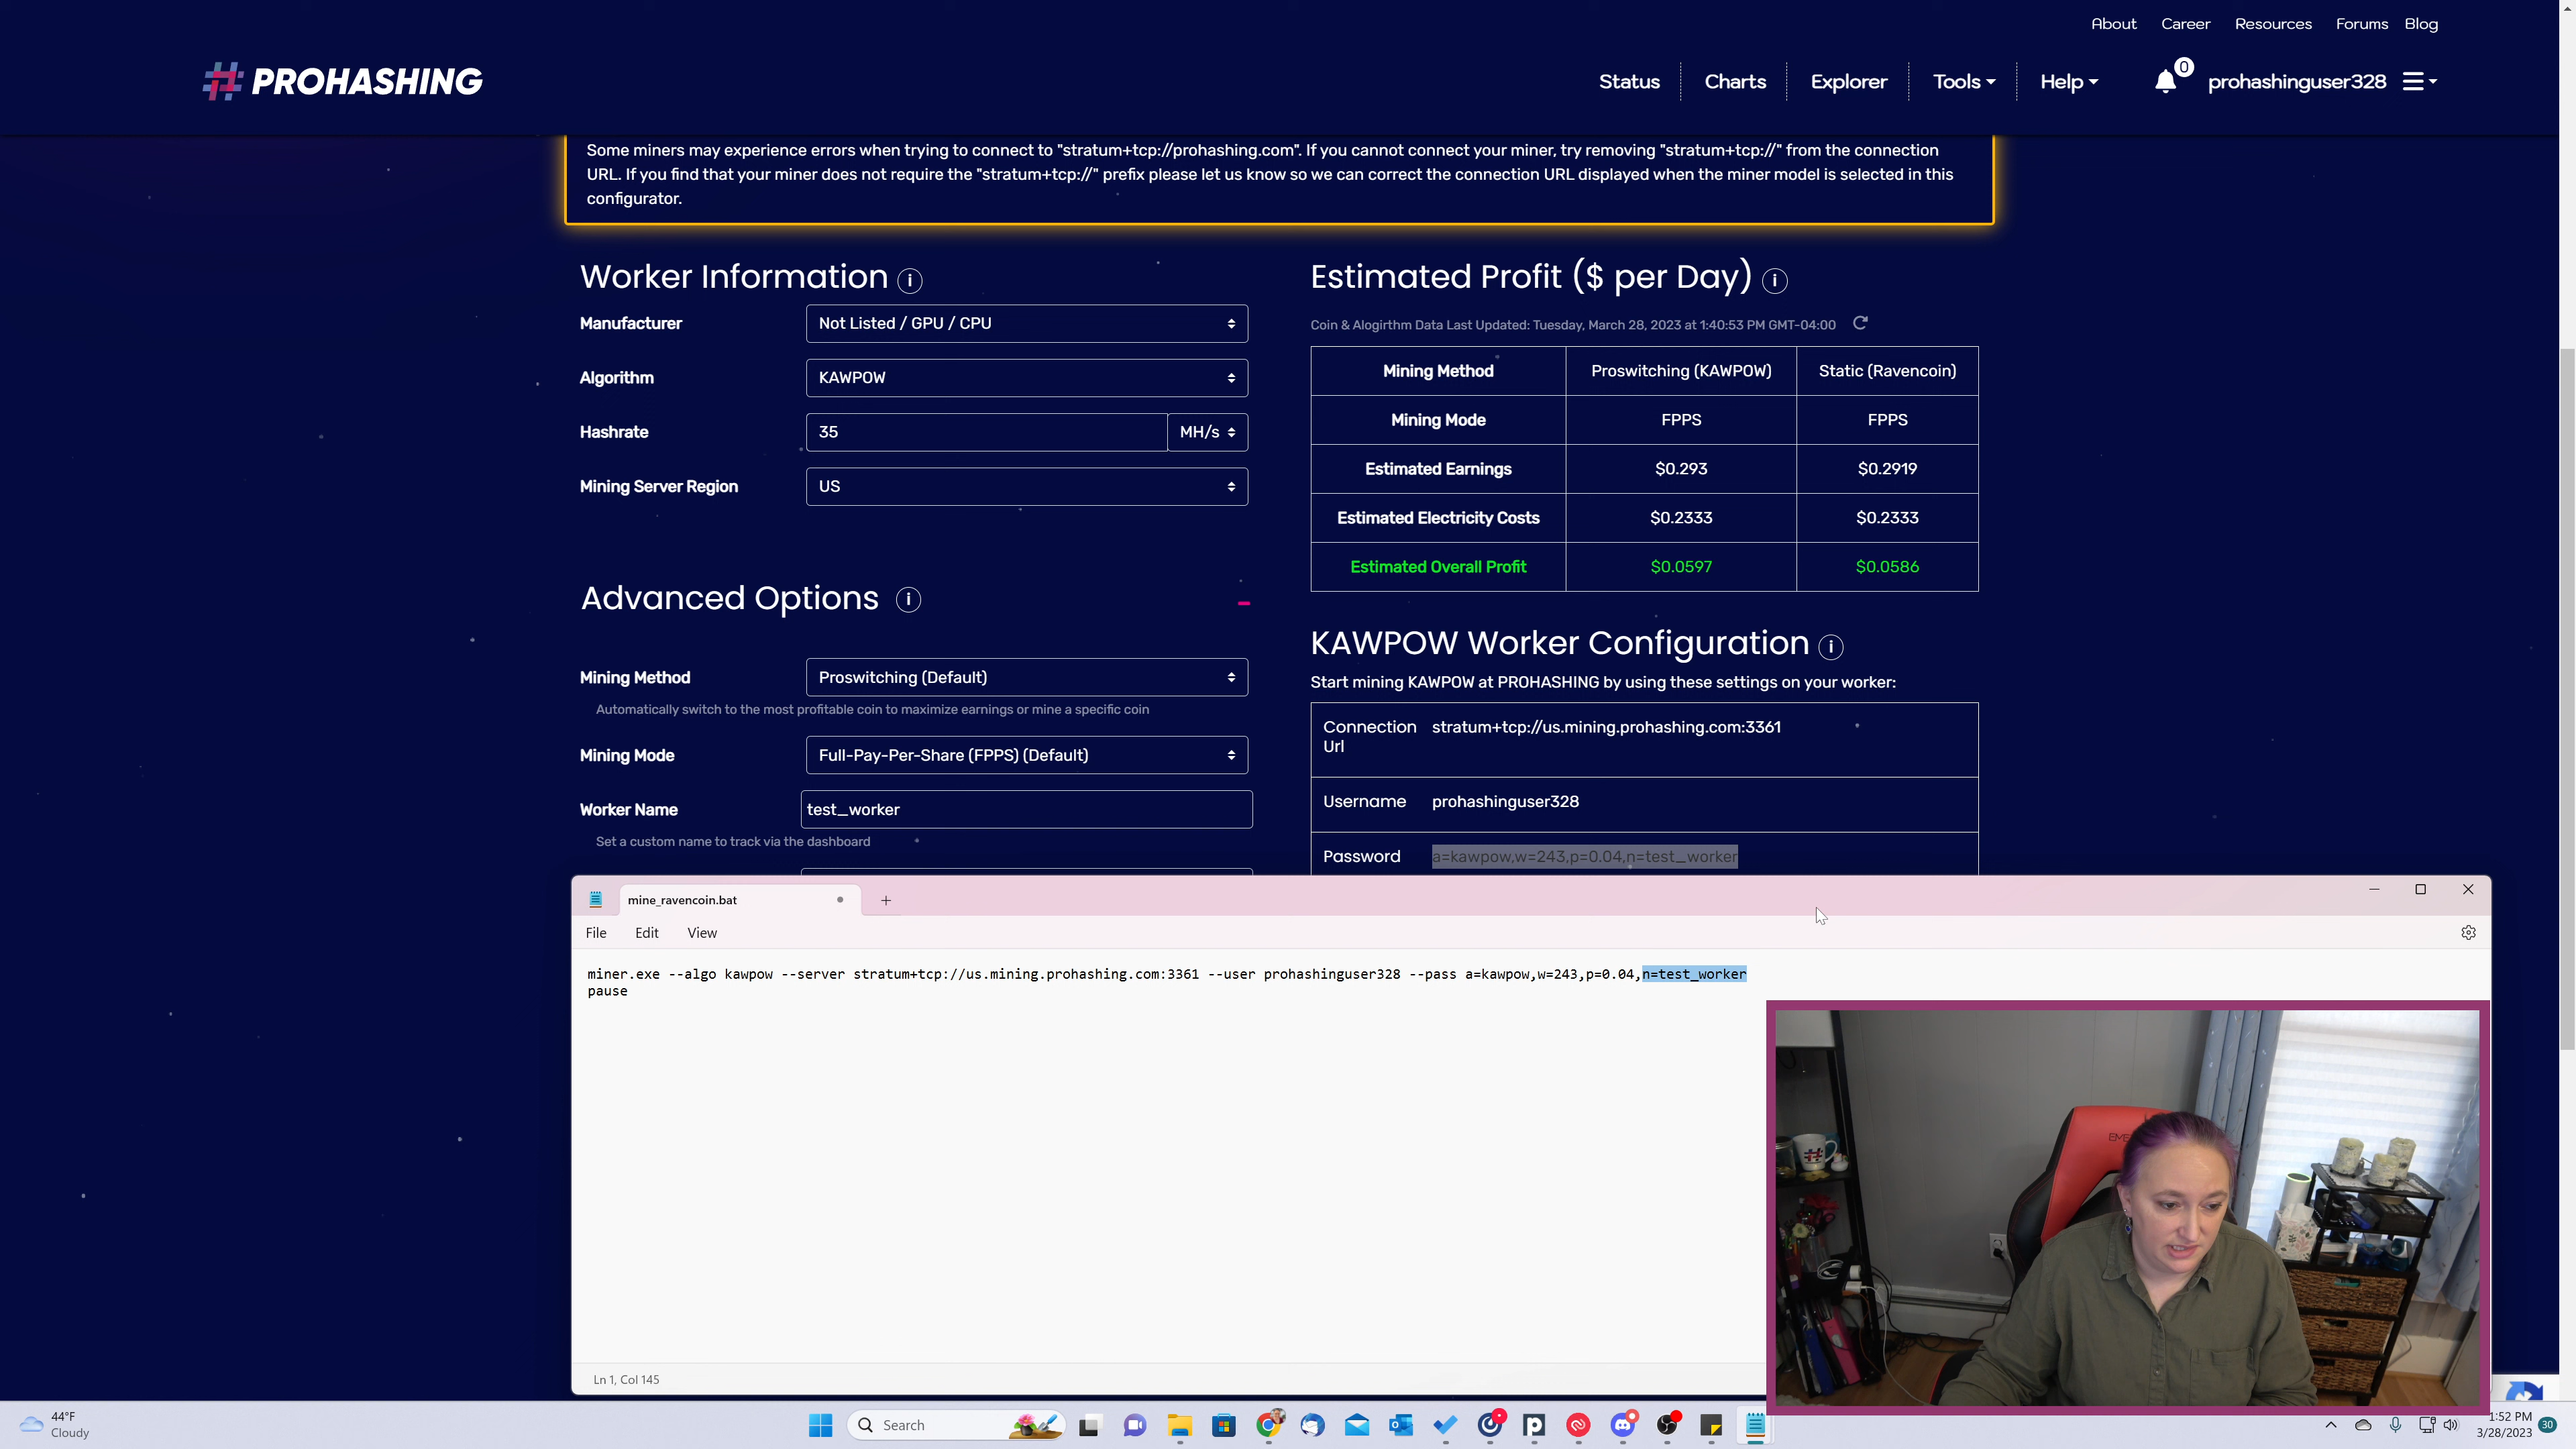 About Career Resources Forums Blog
PROHASHING
Status Charts Explorer Tools Help 0 prohashinguser328
Some miners may experience errors when trying to connect to "stratum+tcp://prohashing.com". If you cannot connect your miner, try removing "stratum+tcp://" from the connection
URL. If you find that your miner does not require the "stratum+tcp://" prefix please let us know so we can correct the connection URL displayed when the miner model is selected in this
configurator.
Worker Information i
Manufacturer Not Listed / GPU / CPU
Algorithm KAWPOW
Hashrate 35 MH/s
Mining Server Region US
Advanced Options i
Mining Method Proswitching (Default)
Automatically switch to the most profitable coin to maximize earnings or mine a specific coin
Mining Mode Full-Pay-Per-Share (FPPS) (Default)
Worker Name test_worker
Set a custom name to track via the dashboard
Estimated Profit ($ per Day) i
Coin & Alogirthm Data Last Updated: Tuesday, March 28, 2023 at 1:40:53 PM GMT-04:00
Mining Method Proswitching (KAWPOW) Static (Ravencoin)
Mining Mode FPPS FPPS
Estimated Earnings $0.293 $0.2919
Estimated Electricity Costs $0.2333 $0.2333
Estimated Overall Profit $0.0597 $0.0586
KAWPOW Worker Configuration i
Start mining KAWPOW at PROHASHING by using these settings on your worker:
Connection Url stratum+tcp://us.mining.prohashing.com:3361
Username prohashinguser328
Password a=kawpow,w=243,p=0.04,n=test_worker
mine_ravencoin.bat
File Edit View
miner.exe --algo kawpow --server stratum+tcp://us.mining.prohashing.com:3361 --user prohashinguser328 --pass a=kawpow,w=243,p=0.04,n=test_worker
pause
Ln 1, Col 145
44°F
Cloudy
Search
1:52 PM
3/28/2023
30